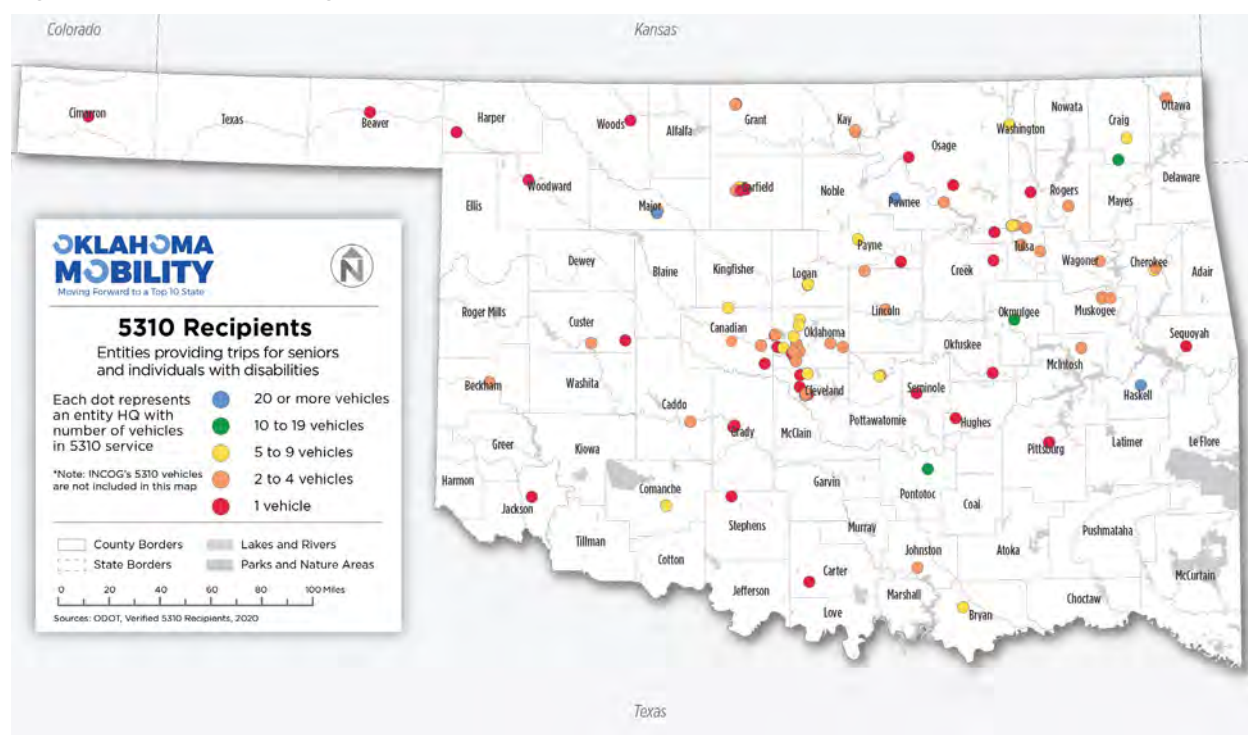 Colorado
Kansas
Cimarron
Texas
Beaver
Harper
Woods
Alfalfa
Grant
Kay
Osage
Washington
Nowata
Craig
Ottawa
Ellis
Woodward
Major
Garfield
Noble
Pawnee
Rogers
Mayes
Delaware
OKLAHOMA
MOBILITY
Moving Forward to a Top 10 State
N
5310 Recipients
Entities providing trips for seniors
and individuals with disabilities
Each dot represents
an entity HQ with
number of vehicles
in 5310 service
*Note: INCOG's 5310 vehicles
are not included in this map
20 or more vehicles
10 to 19 vehicles
5 to 9 vehicles
2 to 4 vehicles
1 vehicle
County Borders
Lakes and Rivers
State Borders
Parks and Nature Areas
0 20 40 60 80 100 Miles
Sources: ODOT, Verified 5310 Recipients, 2020
Dewey
Blaine
Kingfisher
Logan
Payne
Creek
Tulsa
Wagoner
Cherokee
Adair
Roger Mills
Custer
Canadian
Oklahoma
Lincoln
Okmulgee
Muskogee
Sequoyah
Beckham
Washita
Caddo
Grady
McClain
Cleveland
Pottawatomie
Seminole
Okfuskee
Hughes
McIntosh
Haskell
Pittsburg
Latimer
Le Flore
Greer
Kiowa
Harmon
Jackson
Comanche
Tillman
Cotton
Stephens
Garvin
Murray
Pontotoc
Coal
Johnston
Atoka
Pushmataha
McCurtain
Jefferson
Carter
Love
Marshall
Bryan
Choctaw
Texas